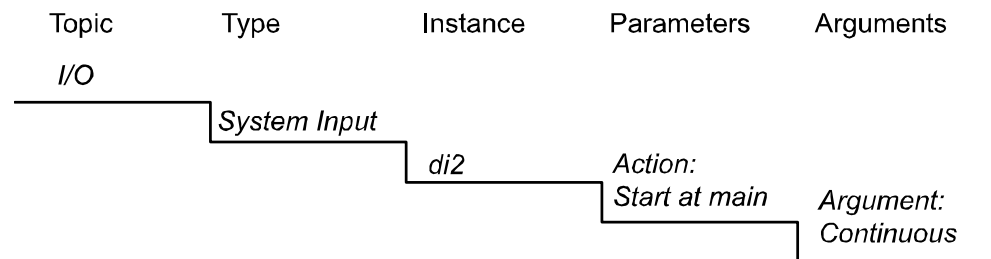 Topic Type Instance Parameters Arguments
I/O
System Input
di2
Action:
Start at main
Argument:
Continuous